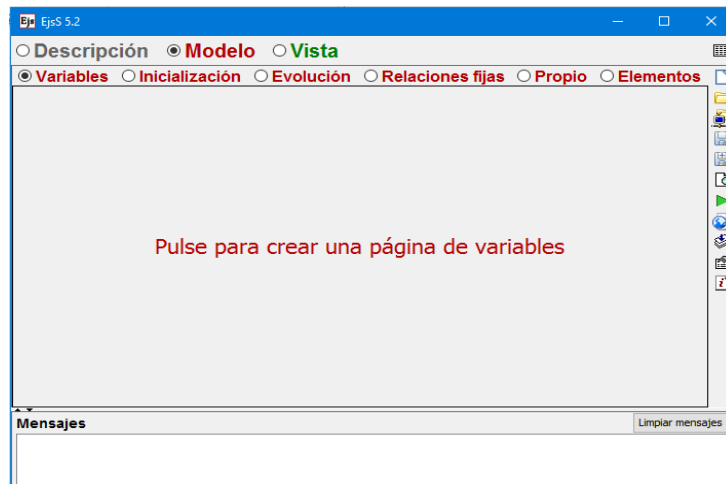 Ejs EjsS 5.2
Descripción Modelo Vista
Variables Inicialización Evolución Relaciones fijas Propio Elementos
Pulse para crear una página de variables
Mensajes Limpiar mensajes